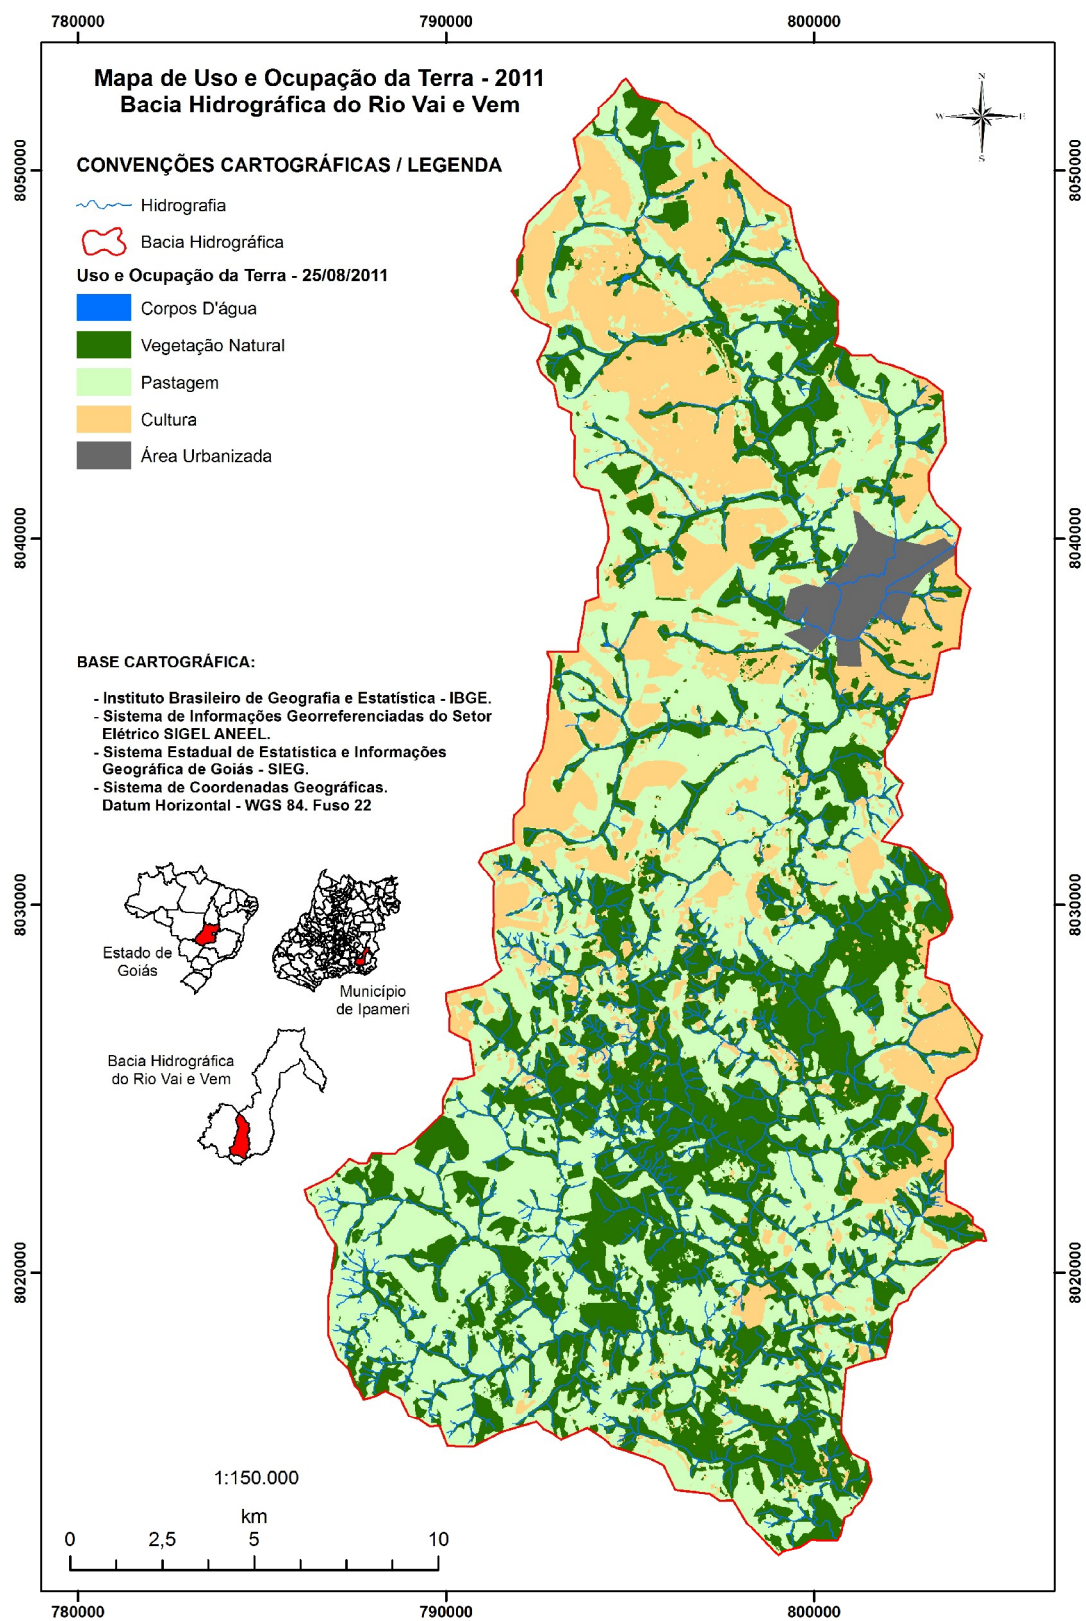 780000 790000 800000
Mapa de Uso e Ocupação da Terra - 2011
Bacia Hidrográfica do Rio Vai e Vem
N
W E
S
CONVENÇÕES CARTOGRÁFICAS / LEGENDA
8050000 8050000
Hidrografia
Bacia Hidrográfica
Uso e Ocupação da Terra - 25/08/2011
Corpos D'água
Vegetação Natural
Pastagem
Cultura
Área Urbanizada
8040000 8040000
BASE CARTOGRÁFICA:
- Instituto Brasileiro de Geografia e Estatística - IBGE.
- Sistema de Informações Georreferenciadas do Setor
Elétrico SIGEL ANEEL.
- Sistema Estadual de Estatística e Informações
Geográfica de Goiás - SIEG.
- Sistema de Coordenadas Geográficas.
Datum Horizontal - WGS 84. Fuso 22
8030000 8030000
Estado de
Goiás
Município
de Ipameri
Bacia Hidrográfica
do Rio Vai e Vem
8020000 8020000
1:150.000
km
0 2,5 5 10
780000 790000 800000